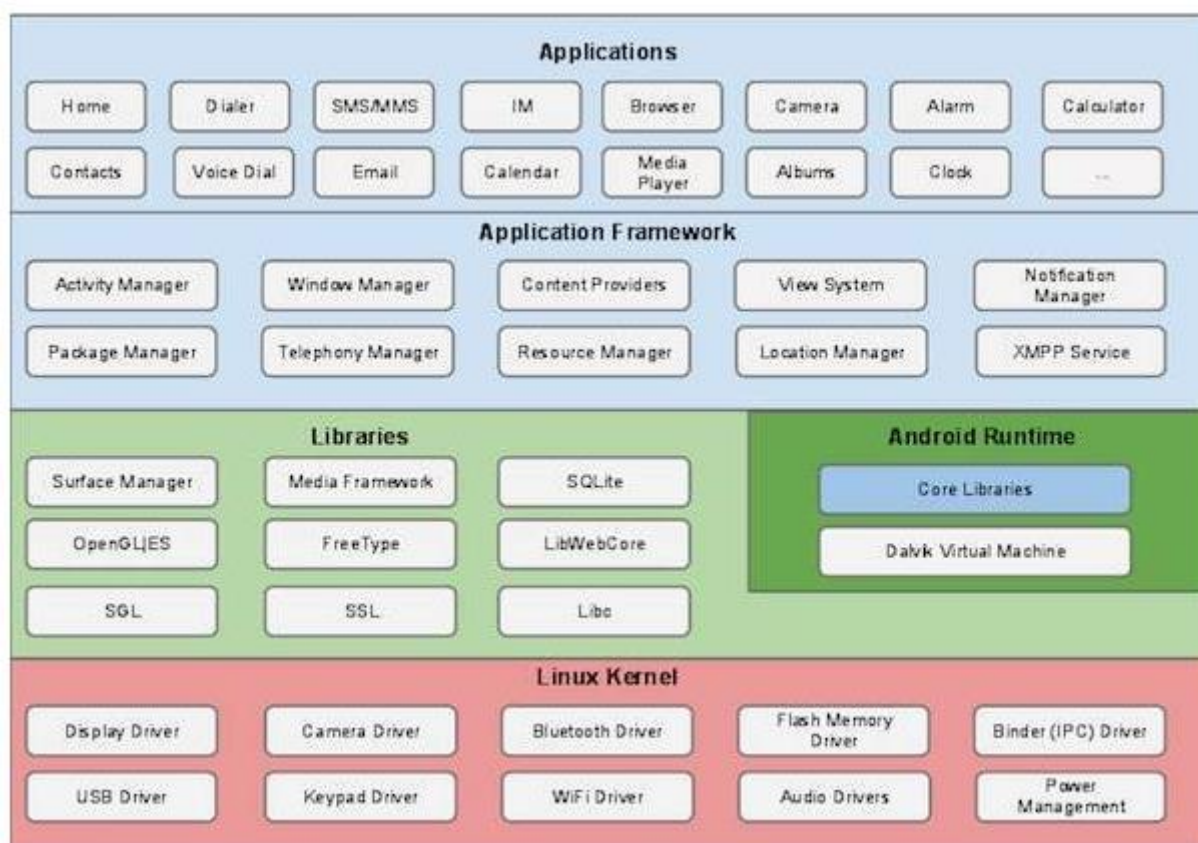 Applications
Home
Dialer
SMS/MMS
IM
Browser
Camera
Alarm
Calculator
Contacts
Voice Dial
Email
Calendar
Media
Player
Albums
Clock
...
Application Framework
Activity Manager
Window Manager
Content Providers
View System
Notification
Manager
Package Manager
Telephony Manager
Resource Manager
Location Manager
XMPP Service
Libraries
Surface Manager
Media Framework
SQLite
OpenGL|ES
FreeType
LibWebCore
SGL
SSL
Libc
Android Runtime
Core Libraries
Dalvik Virtual Machine
Linux Kernel
Display Driver
Camera Driver
Bluetooth Driver
Flash Memory
Driver
Binder (IPC) Driver
USB Driver
Keypad Driver
WiFi Driver
Audio Drivers
Power
Management